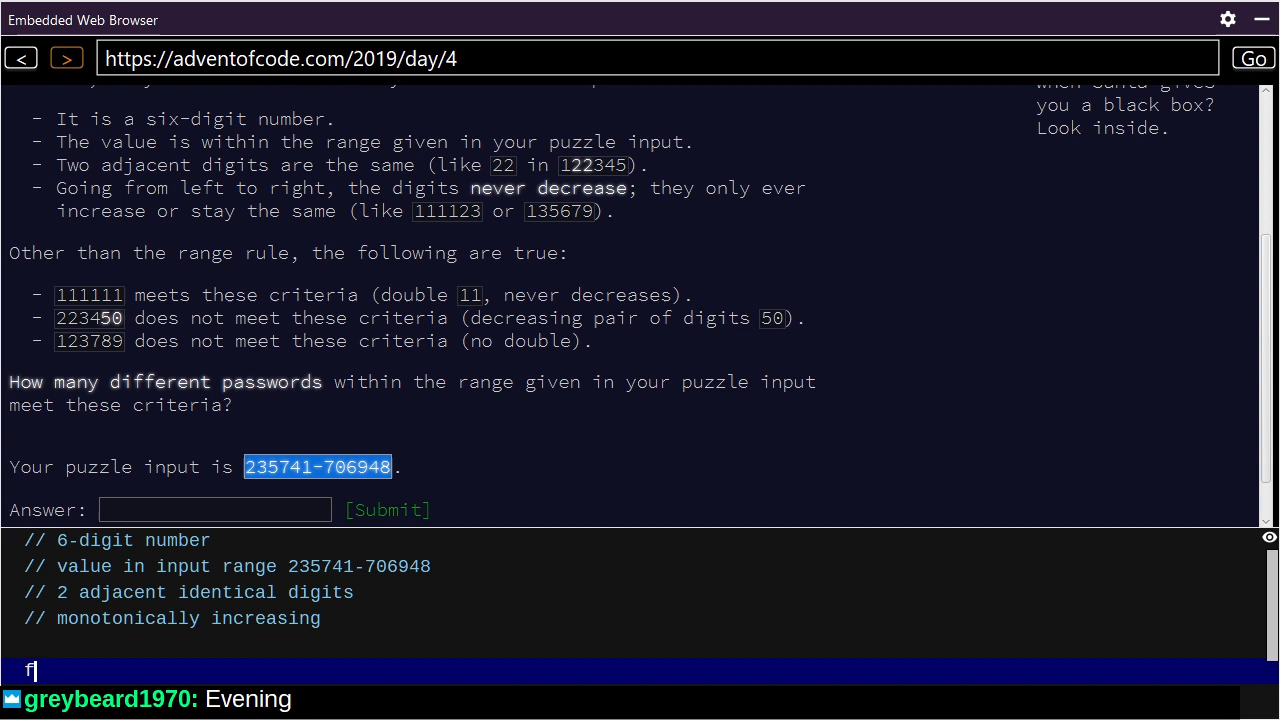 Embedded Web Browser
< > https://adventofcode.com/2019/day/4 Go
you a black box?
Look inside.
- It is a six-digit number.
- The value is within the range given in your puzzle input.
- Two adjacent digits are the same (like 22 in 122345).
- Going from left to right, the digits never decrease; they only ever
increase or stay the same (like 111123 or 135679).
Other than the range rule, the following are true:
- 111111 meets these criteria (double 11, never decreases).
- 223450 does not meet these criteria (decreasing pair of digits 50).
- 123789 does not meet these criteria (no double).
How many different passwords within the range given in your puzzle input
meet these criteria?
Your puzzle input is 235741-706948.
Answer: [Submit]
// 6-digit number
// value in input range 235741-706948
// 2 adjacent identical digits
// monotonically increasing
f
greybeard1970: Evening